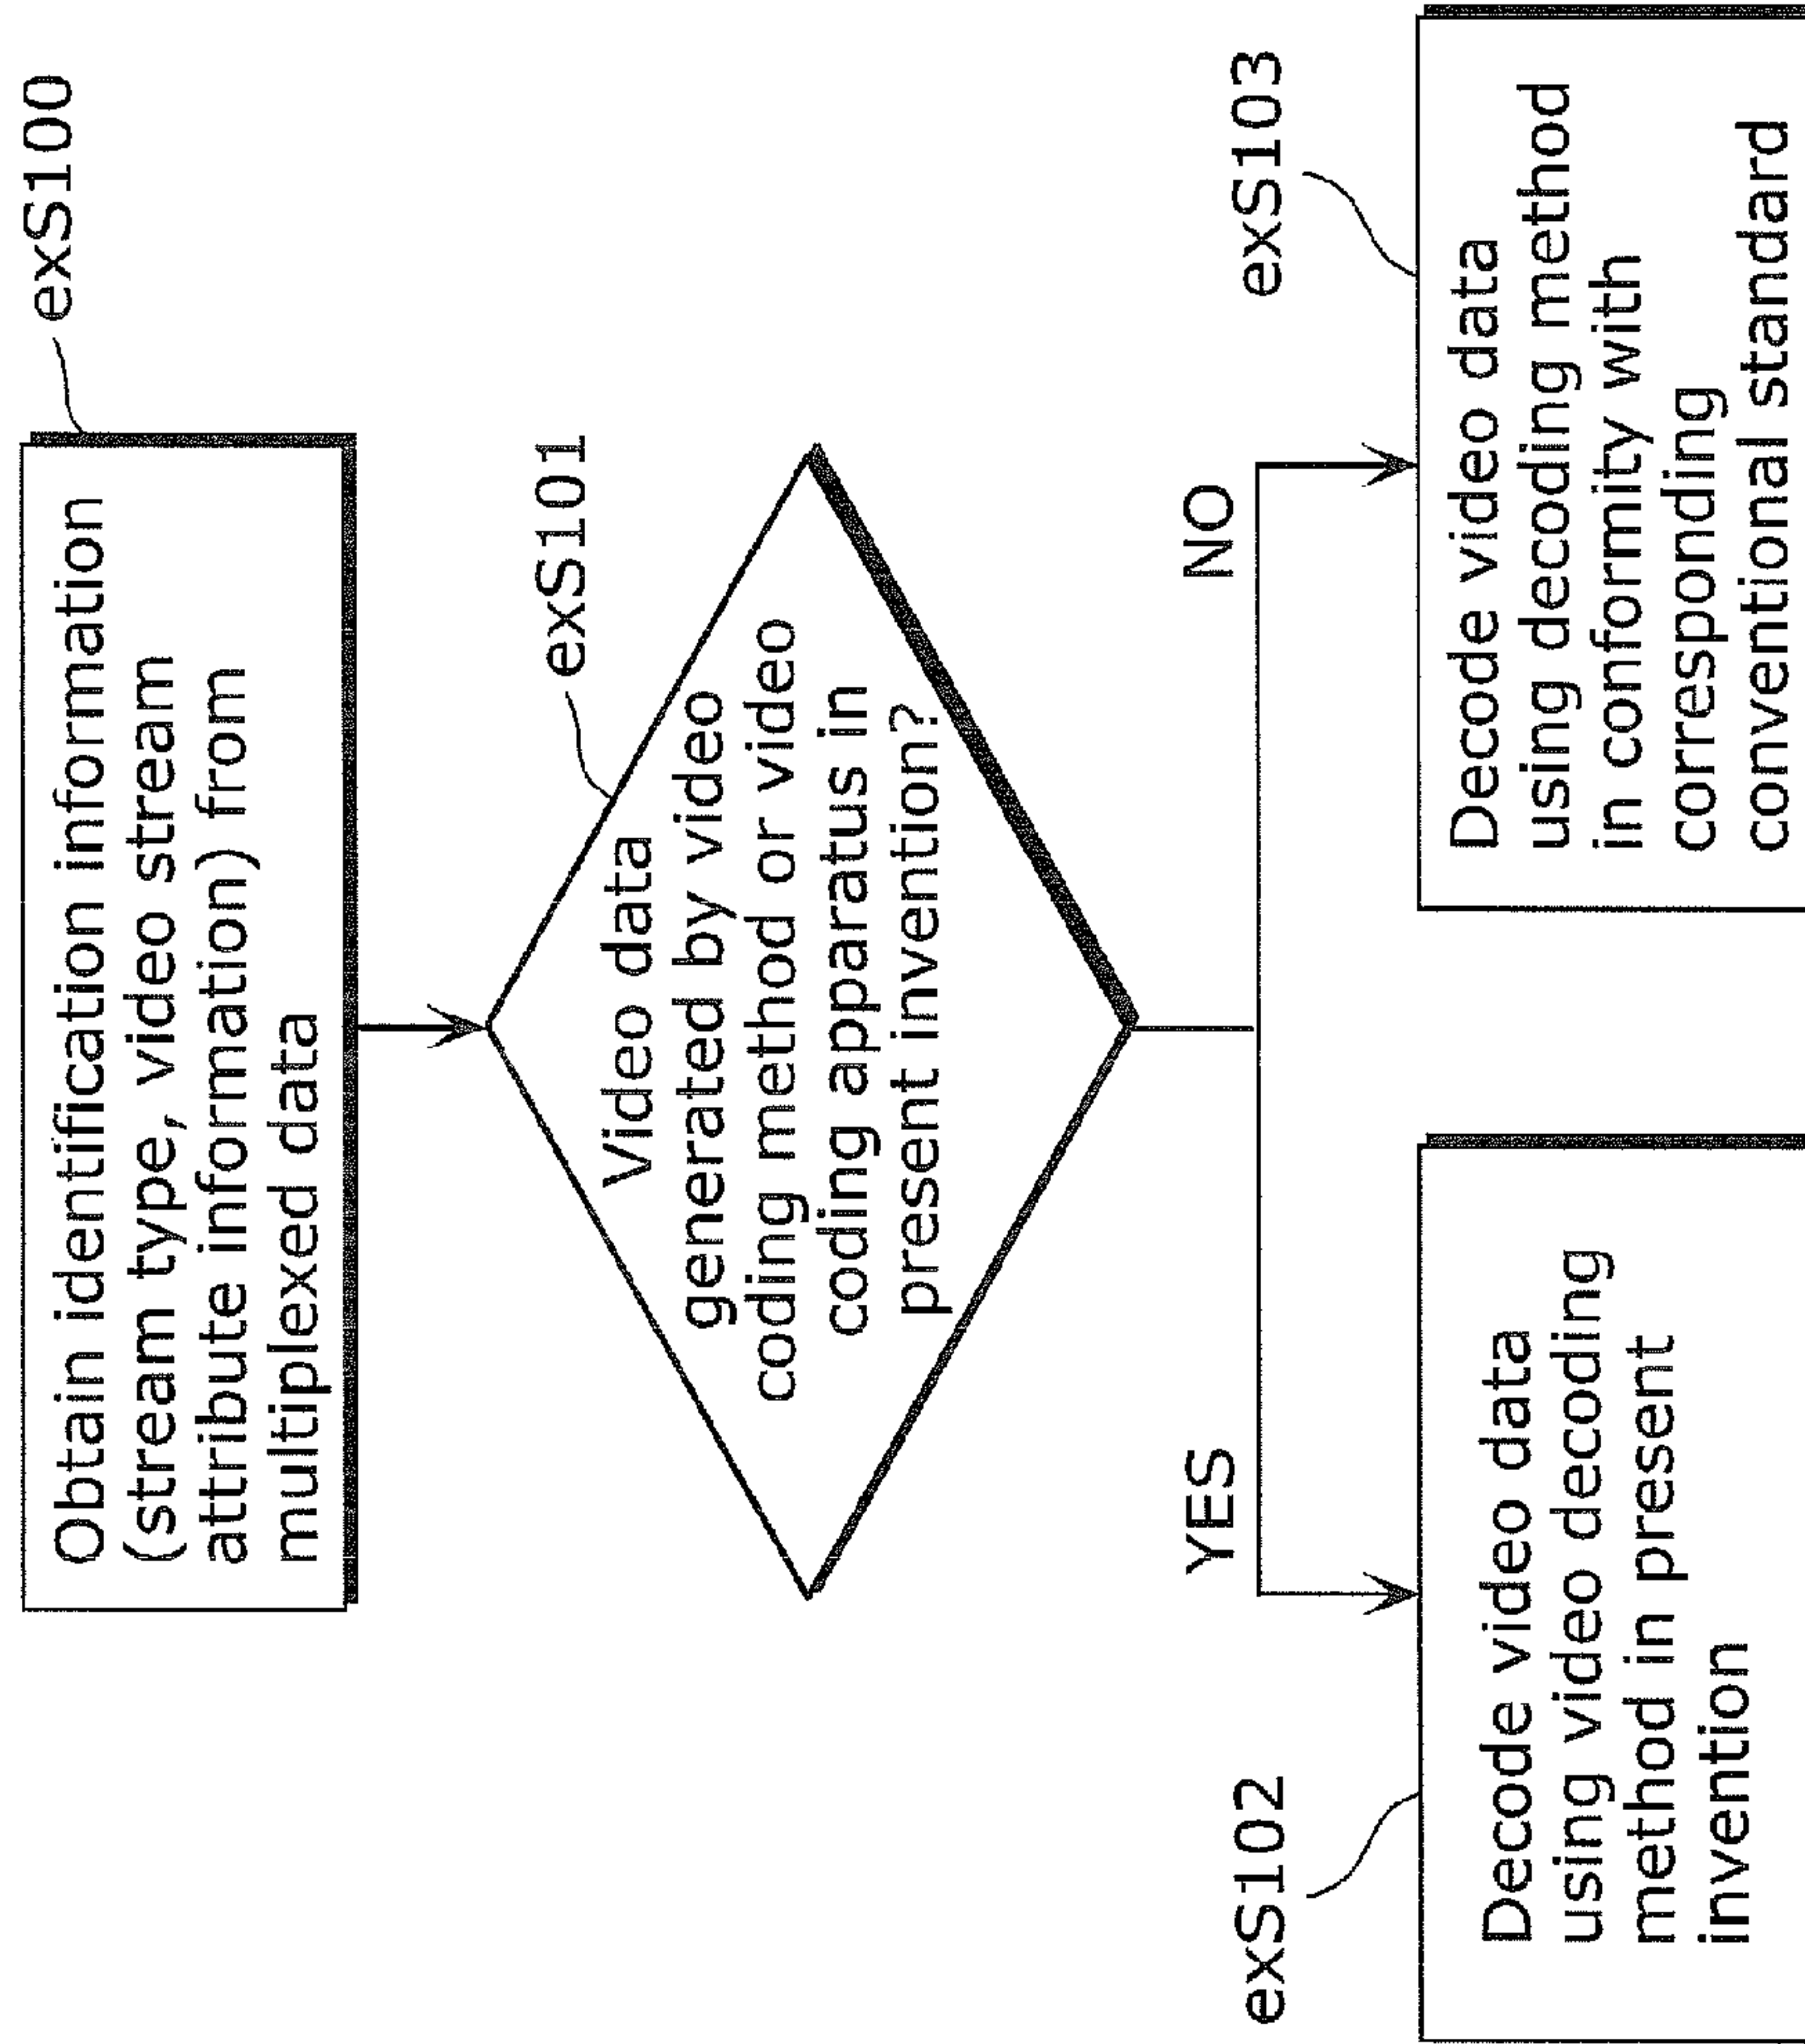 exS100
Obtain identification information
(stream type, video stream
attribute information) from
multiplexed data
exS101
Video data
generated by video
coding method or video
coding apparatus in
present invention?
YES
NO
exS102
Decode video data
using video decoding
method in present
invention
exS103
Decode video data
using decoding method
in conformity with
corresponding
conventional standard